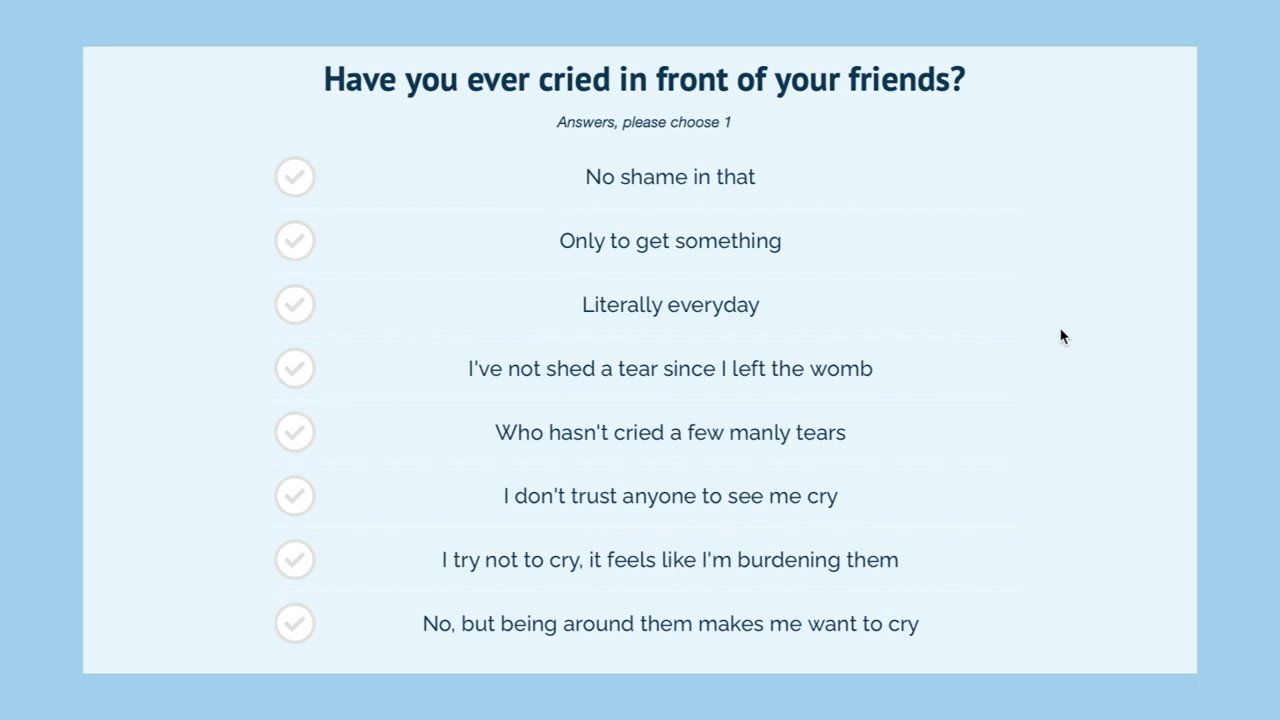 Have you ever cried in front of your friends?
Answers, please choose 1
No shame in that
Only to get something
Literally everyday
I've not shed a tear since I left the womb
Who hasn't cried a few manly tears
I don't trust anyone to see me cry
I try not to cry, it feels like I'm burdening them
No, but being around them makes me want to cry